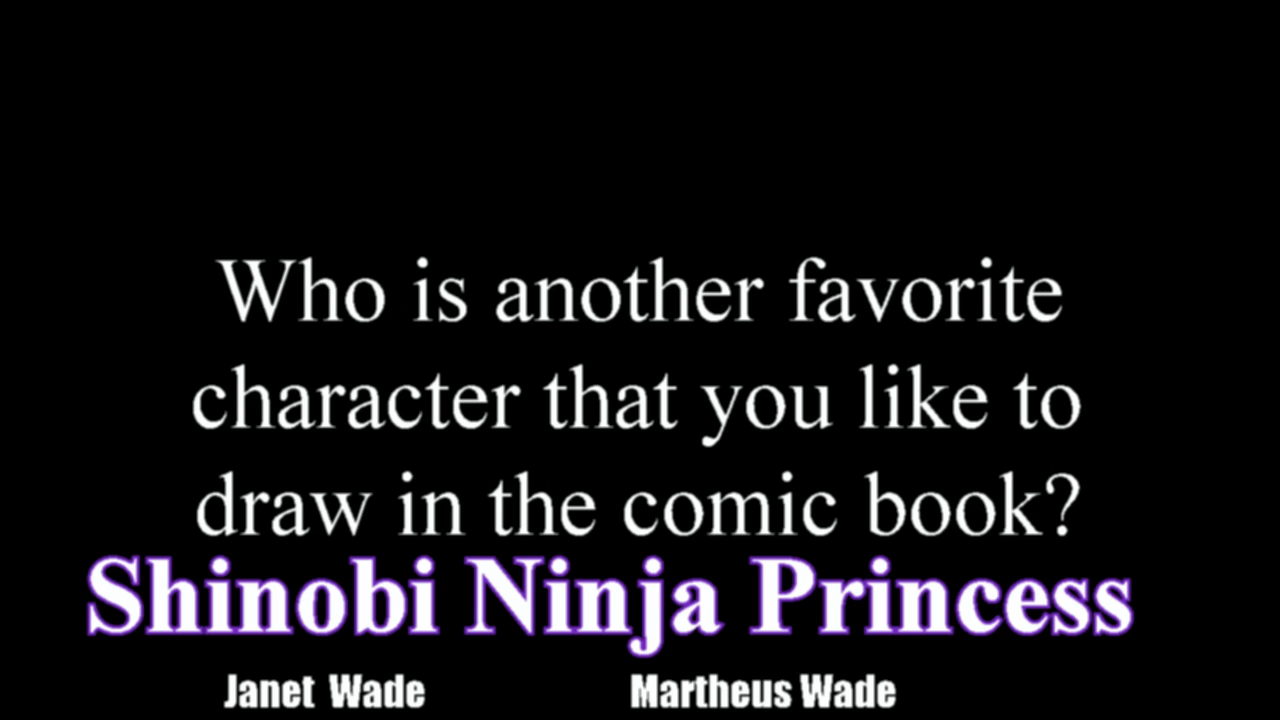 Who is another favorite
character that you like to
draw in the comic book?
Shinobi Ninja Princess
Janet Wade Martheus Wade